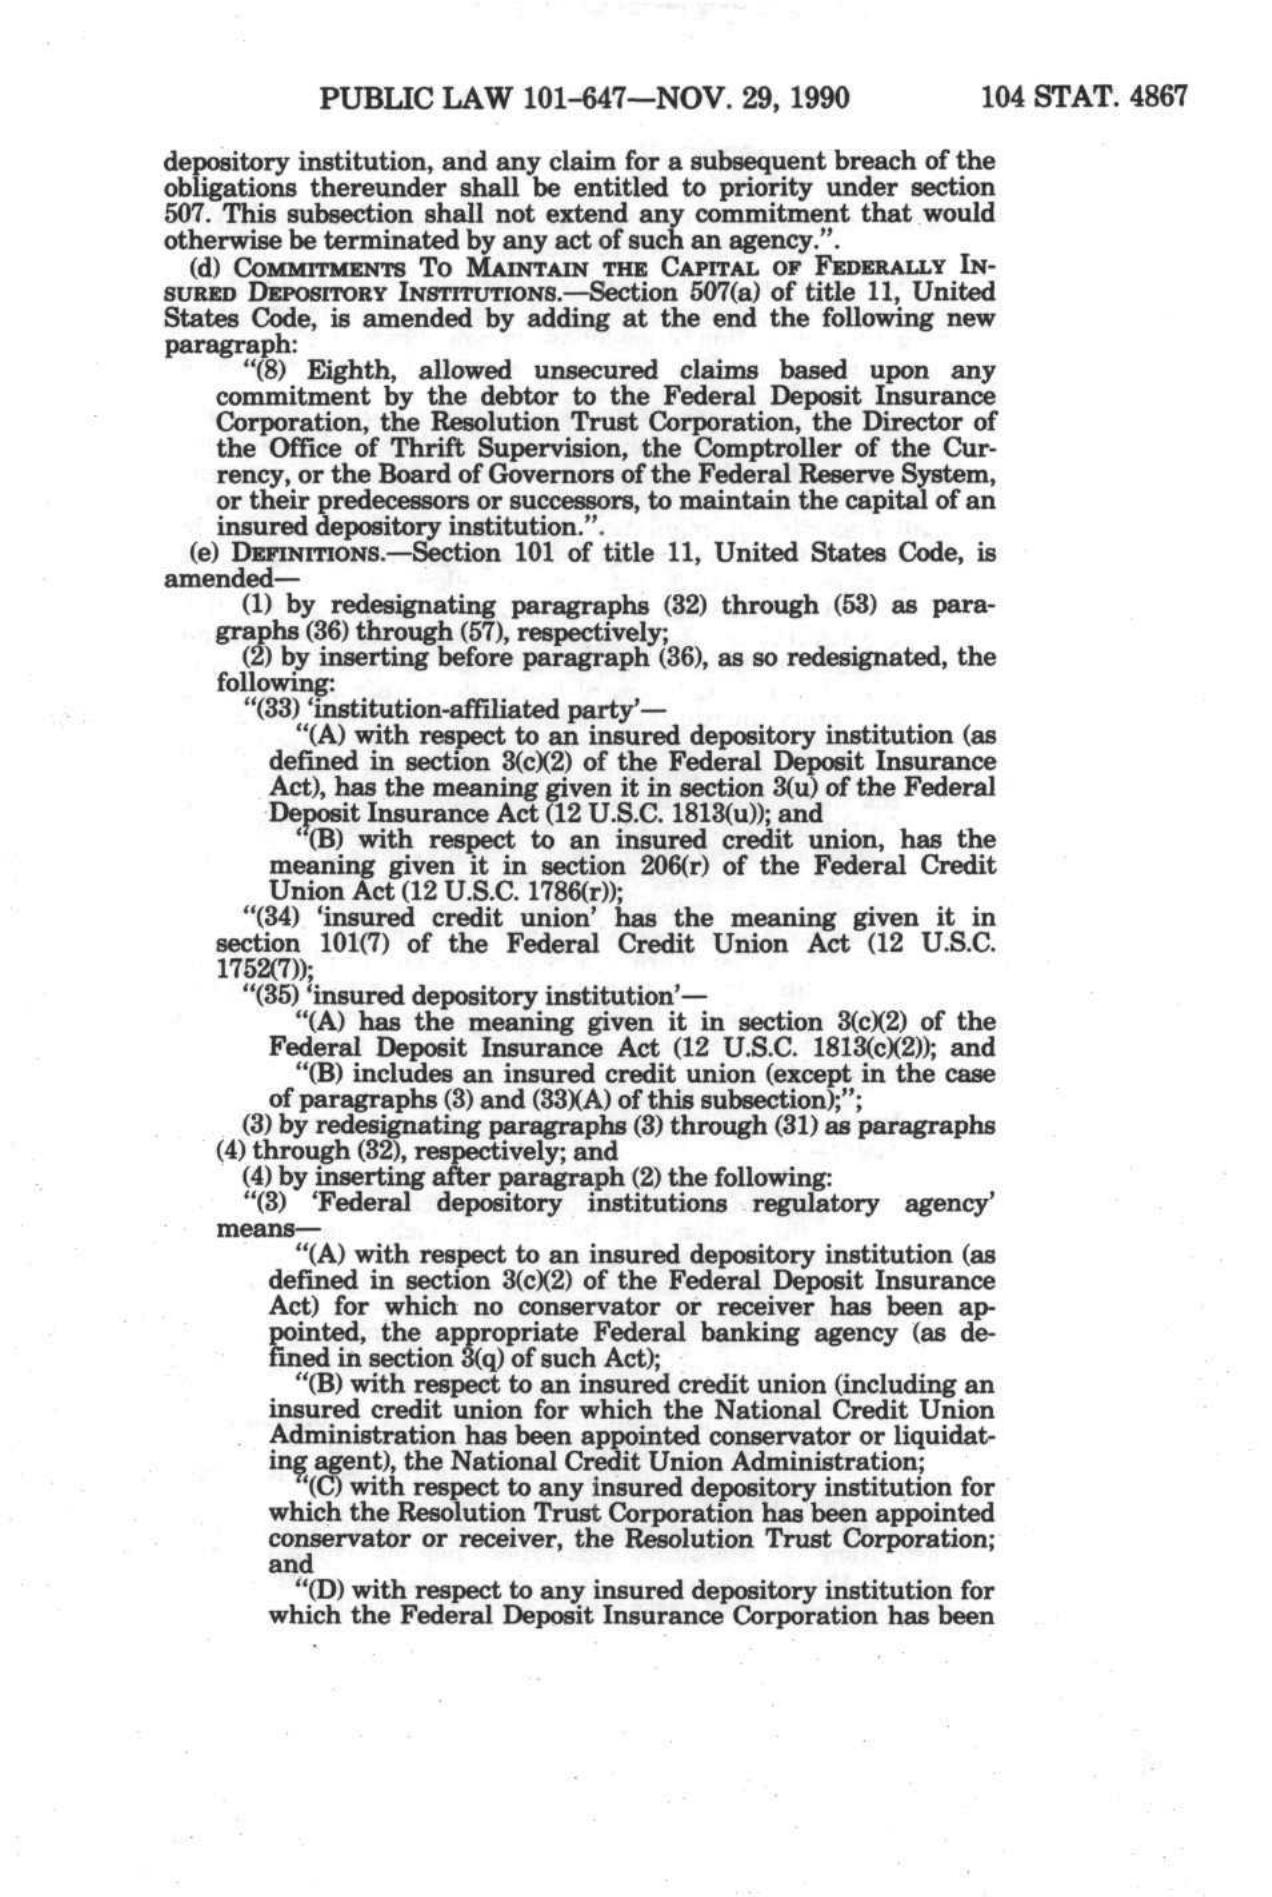 PUBLIC LAW 101–647—NOV. 29, 1990 104 STAT. 4867
depository institution, and any claim for a subsequent breach of the
obligations thereunder shall be entitled to priority under section
507. This subsection shall not extend any commitment that would
otherwise be terminated by any act of such an agency.”.
(d) COMMITMENTS TO MAINTAIN THE CAPITAL OF FEDERALLY IN-
SURED DEPOSITORY INSTITUTIONS.—Section 507(a) of title 11, United
States Code, is amended by adding at the end the following new
paragraph:
“(8) Eighth, allowed unsecured claims based upon any
commitment by the debtor to the Federal Deposit Insurance
Corporation, the Resolution Trust Corporation, the Director of
the Office of Thrift Supervision, the Comptroller of the Cur-
rency, or the Board of Governors of the Federal Reserve System,
or their predecessors or successors, to maintain the capital of an
insured depository institution.”.
(e) DEFINITIONS.—Section 101 of title 11, United States Code, is
amended—
(1) by redesignating paragraphs (32) through (53) as para-
graphs (36) through (57), respectively;
(2) by inserting before paragraph (36), as so redesignated, the
following:
“(33) ‘institution-affiliated party’—
“(A) with respect to an insured depository institution (as
defined in section 3(c)(2) of the Federal Deposit Insurance
Act), has the meaning given it in section 3(u) of the Federal
Deposit Insurance Act (12 U.S.C. 1813(u)); and
“(B) with respect to an insured credit union, has the
meaning given it in section 206(r) of the Federal Credit
Union Act (12 U.S.C. 1786(r));
“(34) ‘insured credit union’ has the meaning given it in
section 101(7) of the Federal Credit Union Act (12 U.S.C.
1752(7));
“(35) ‘insured depository institution’—
“(A) has the meaning given it in section 3(c)(2) of the
Federal Deposit Insurance Act (12 U.S.C. 1813(c)(2)); and
“(B) includes an insured credit union (except in the case
of paragraphs (3) and (33)(A) of this subsection);”;
(3) by redesignating paragraphs (3) through (31) as paragraphs
(4) through (32), respectively; and
(4) by inserting after paragraph (2) the following:
“(3) ‘Federal depository institutions regulatory agency’
means—
“(A) with respect to an insured depository institution (as
defined in section 3(c)(2) of the Federal Deposit Insurance
Act) for which no conservator or receiver has been ap-
pointed, the appropriate Federal banking agency (as de-
fined in section 3(q) of such Act);
“(B) with respect to an insured credit union (including an
insured credit union for which the National Credit Union
Administration has been appointed conservator or liquidat-
ing agent), the National Credit Union Administration;
“(C) with respect to any insured depository institution for
which the Resolution Trust Corporation has been appointed
conservator or receiver, the Resolution Trust Corporation;
and
“(D) with respect to any insured depository institution for
which the Federal Deposit Insurance Corporation has been